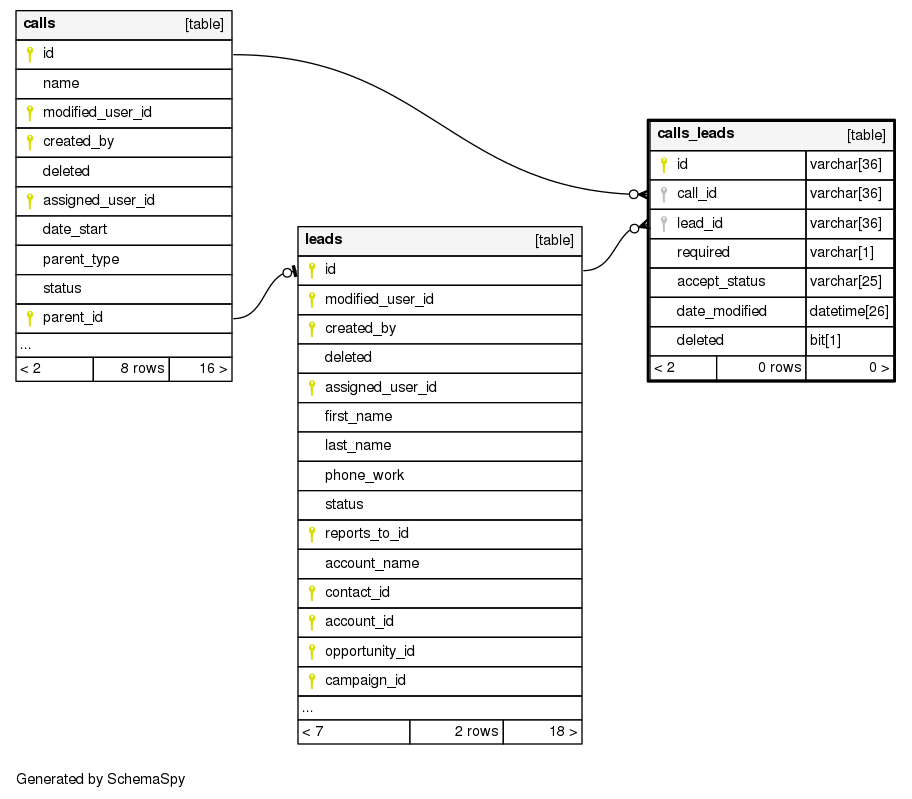 calls [table]
id
name
modified_user_id
created_by
deleted
assigned_user_id
date_start
parent_type
status
parent_id
...
< 2 8 rows 16 >
leads [table]
id
modified_user_id
created_by
deleted
assigned_user_id
first_name
last_name
phone_work
status
reports_to_id
account_name
contact_id
account_id
opportunity_id
campaign_id
...
< 7 2 rows 18 >
calls_leads [table]
id varchar[36]
call_id varchar[36]
lead_id varchar[36]
required varchar[1]
accept_status varchar[25]
date_modified datetime[26]
deleted bit[1]
< 2 0 rows 0 >
Generated by SchemaSpy